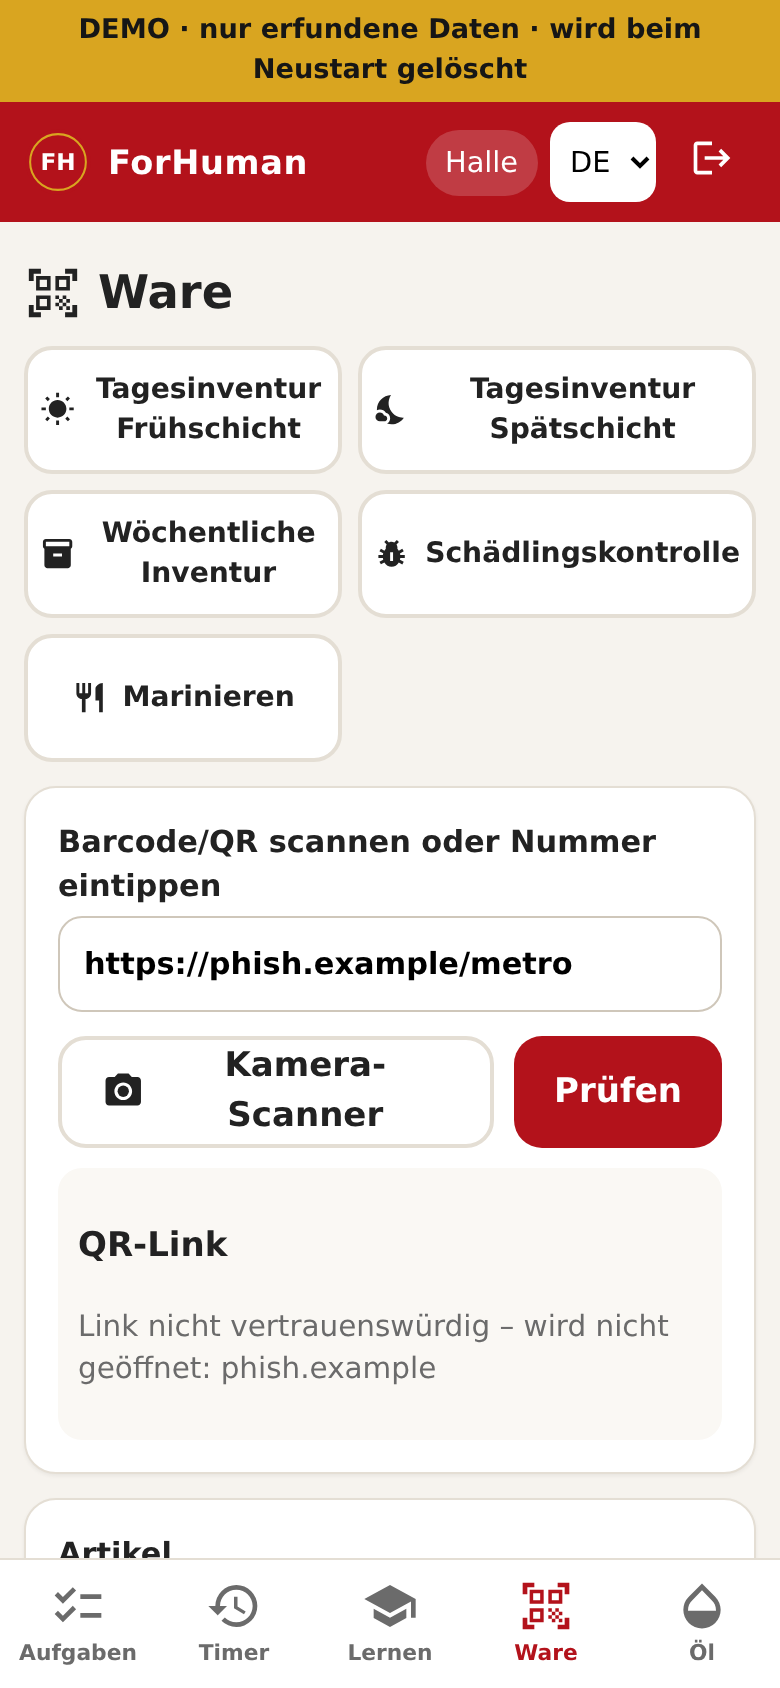 DEMO · nur erfundene Daten · wird beim
Neustart gelöscht
FH ForHuman Halle DE
Ware
Tagesinventur
Frühschicht
Tagesinventur
Spätschicht
Wöchentliche
Inventur
Schädlingskontrolle
Marinieren
Barcode/QR scannen oder Nummer
eintippen
https://phish.example/metro
Kamera-
Scanner
Prüfen
QR-Link
Link nicht vertrauenswürdig – wird nicht
geöffnet: phish.example
Artikel
Aufgaben Timer Lernen Ware Öl